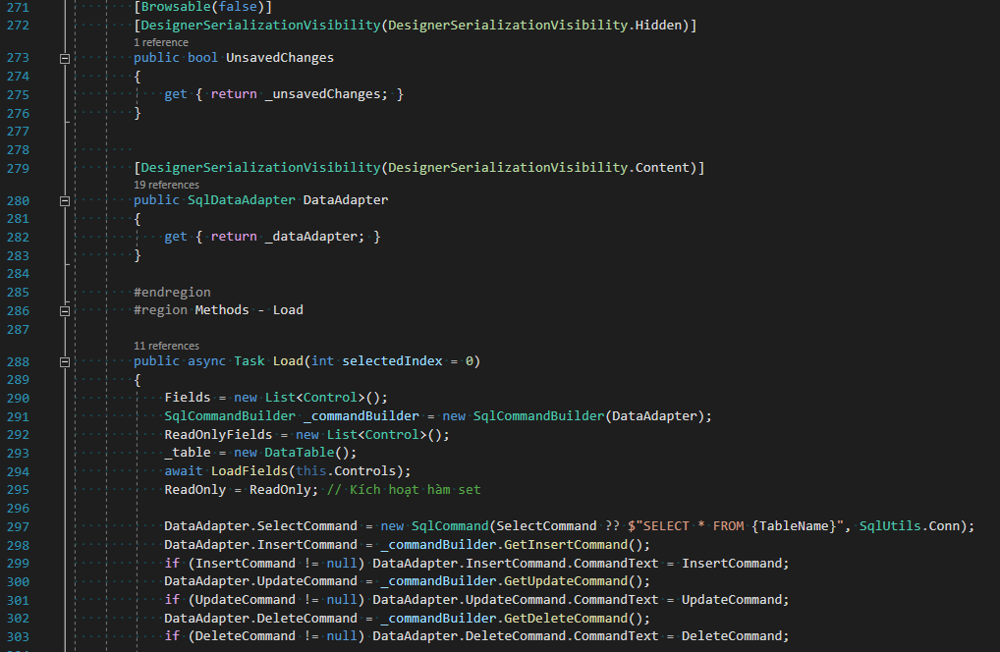 271 [Browsable(false)]
272 [DesignerSerializationVisibility(DesignerSerializationVisibility.Hidden)]
1 reference
273 public bool UnsavedChanges
274 {
275 get { return _unsavedChanges; }
276 }
277
278
279 [DesignerSerializationVisibility(DesignerSerializationVisibility.Content)]
19 references
280 public SqlDataAdapter DataAdapter
281 {
282 get { return _dataAdapter; }
283 }
284
285 #endregion
286 #region Methods - Load
287
11 references
288 public async Task Load(int selectedIndex = 0)
289 {
290 Fields = new List<Control>();
291 SqlCommandBuilder _commandBuilder = new SqlCommandBuilder(DataAdapter);
292 ReadOnlyFields = new List<Control>();
293 _table = new DataTable();
294 await LoadFields(this.Controls);
295 ReadOnly = ReadOnly; // Kích hoạt hàm set
296
297 DataAdapter.SelectCommand = new SqlCommand(SelectCommand ?? $"SELECT * FROM {TableName}", SqlUtils.Conn);
298 DataAdapter.InsertCommand = _commandBuilder.GetInsertCommand();
299 if (InsertCommand != null) DataAdapter.InsertCommand.CommandText = InsertCommand;
300 DataAdapter.UpdateCommand = _commandBuilder.GetUpdateCommand();
301 if (UpdateCommand != null) DataAdapter.UpdateCommand.CommandText = UpdateCommand;
302 DataAdapter.DeleteCommand = _commandBuilder.GetDeleteCommand();
303 if (DeleteCommand != null) DataAdapter.DeleteCommand.CommandText = DeleteCommand;